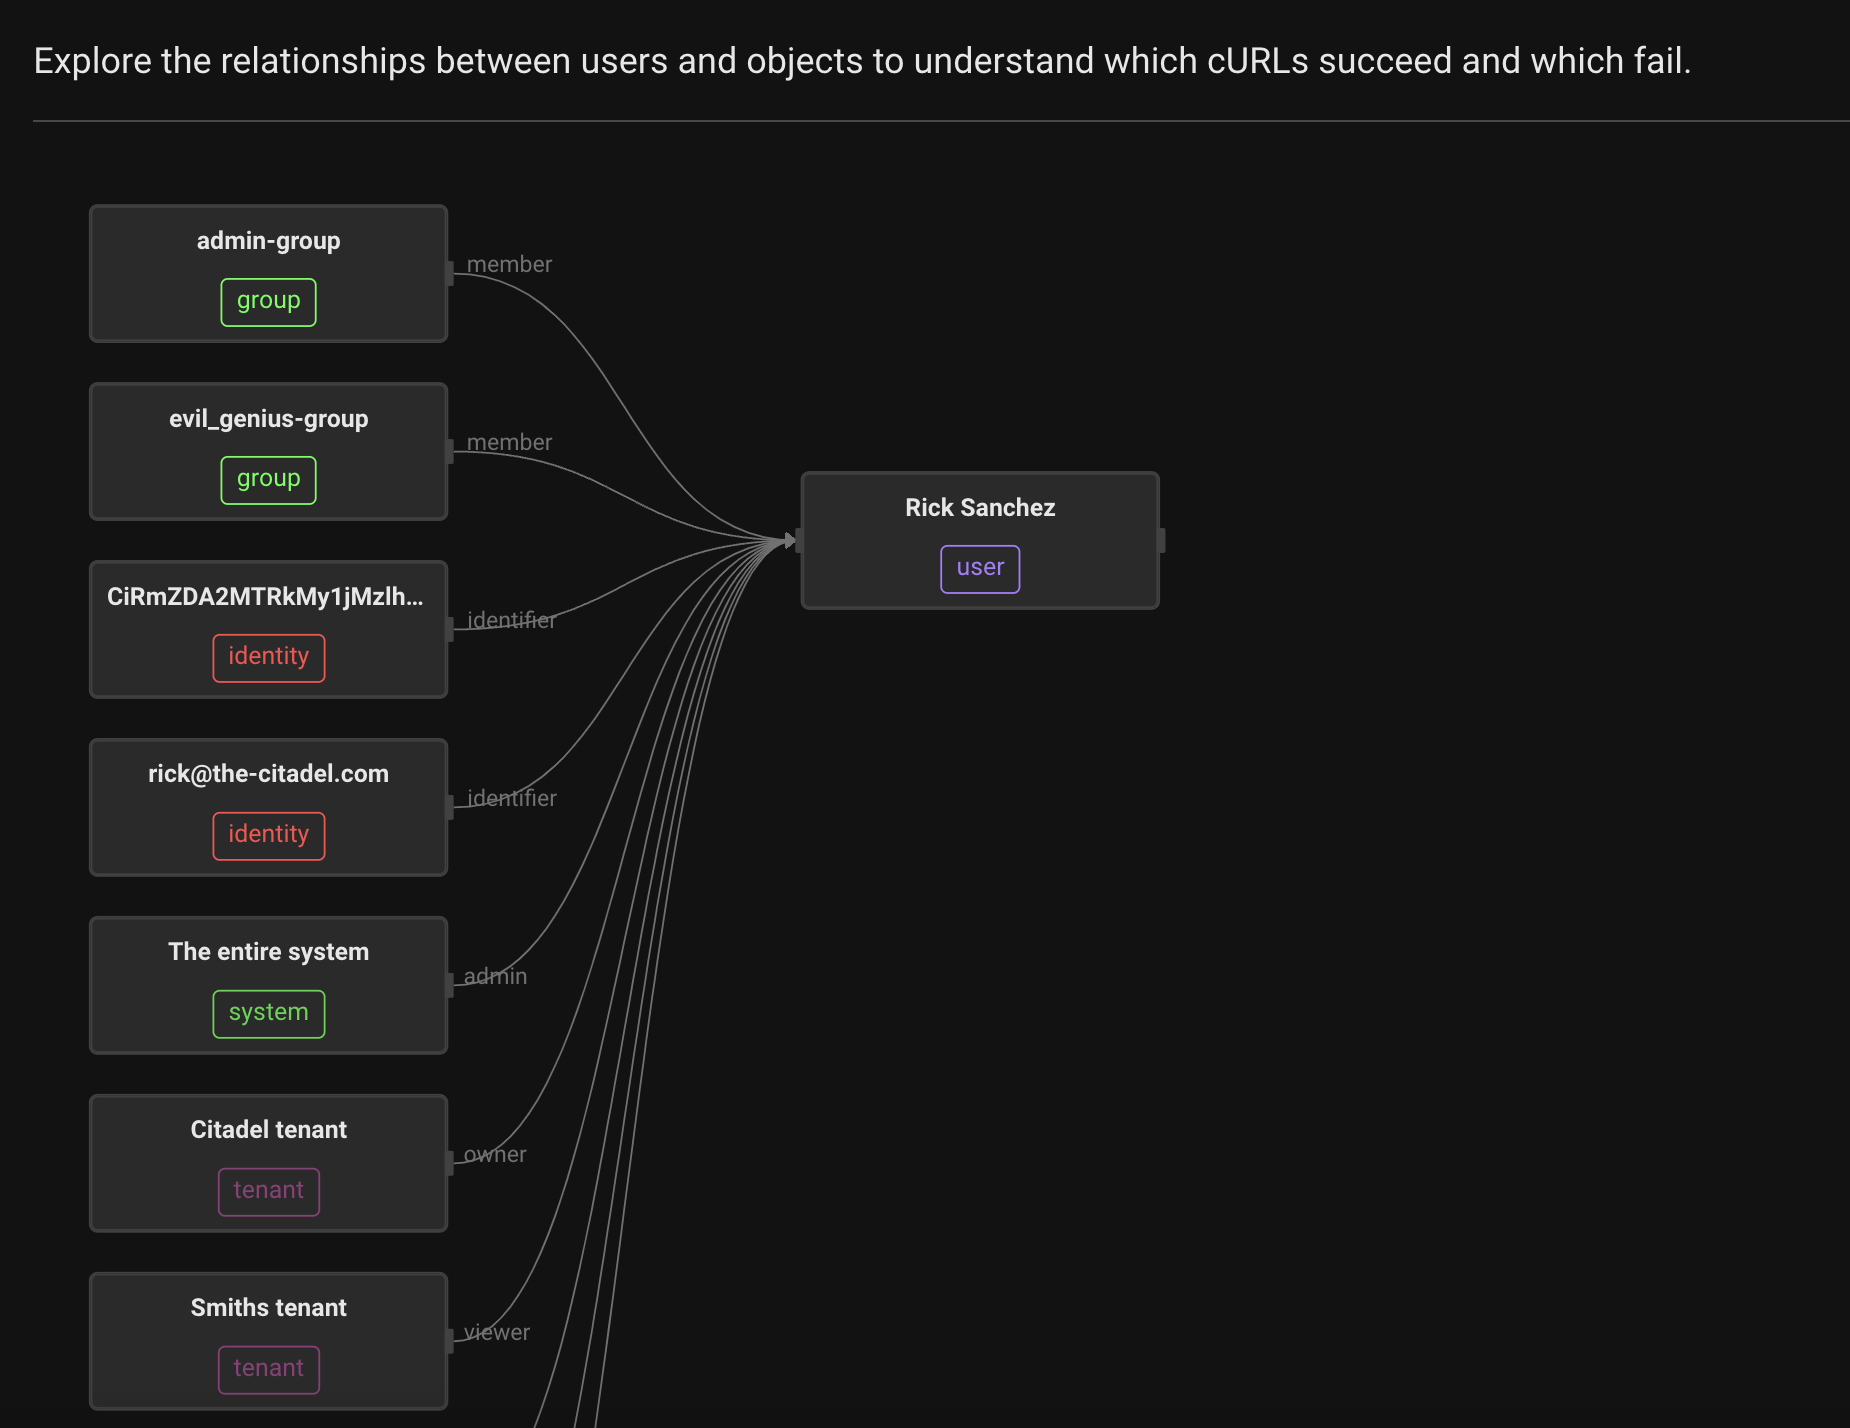 Explore the relationships between users and objects to understand which cURLs succeed and which fail.
admin-group
group
member
evil_genius-group
group
member
Rick Sanchez
user
CiRmZDA2MTRkMy1jMzlh...
identity
identifier
rick@the-citadel.com
identity
identifier
The entire system
system
admin
Citadel tenant
tenant
owner
Smiths tenant
tenant
viewer